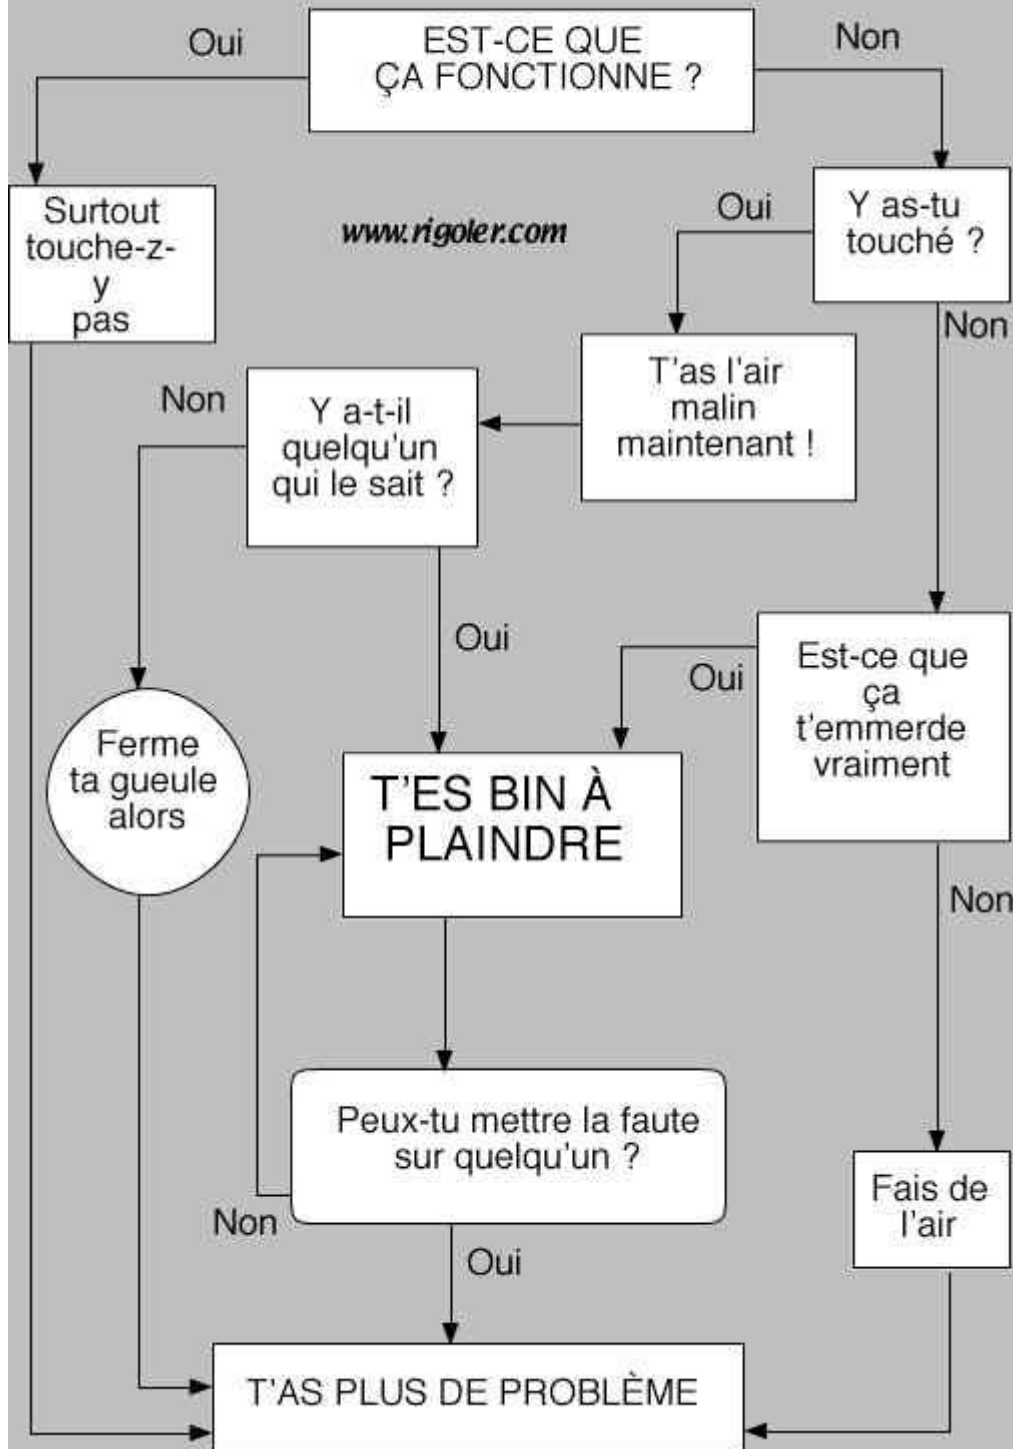 Oui
EST-CE QUE
ÇA FONCTIONNE ?
Non
Surtout
touche-z-
y
pas
www.rigoler.com
Oui
Y as-tu
touché ?
Non
T'as l'air
malin
maintenant !
Non
Y a-t-il
quelqu'un
qui le sait ?
Oui
Oui
Est-ce que
ça
t'emmerde
vraiment
Ferme
ta gueule
alors
T'ES BIN À
PLAINDRE
Non
Peux-tu mettre la faute
sur quelqu'un ?
Non
Oui
Fais de
l'air
T'AS PLUS DE PROBLÈME